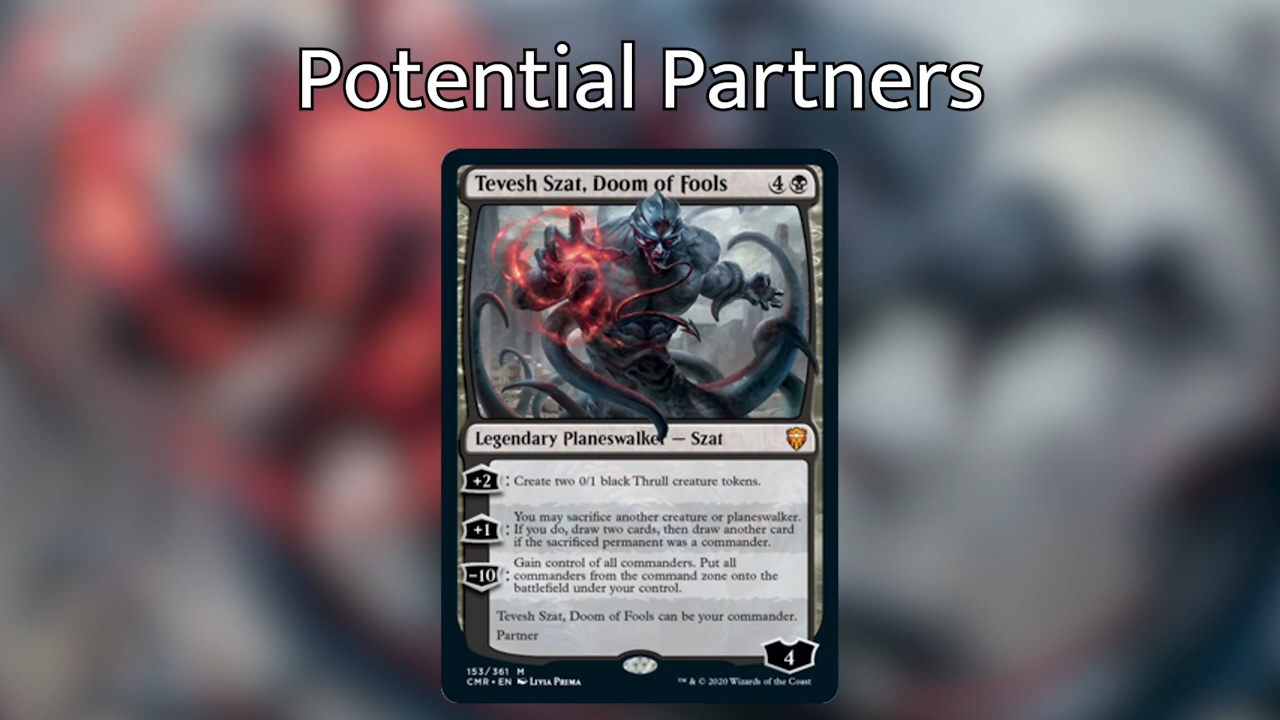 Potential Partners
Tevesh Szat, Doom of Fools 4
Legendary Planeswalker — Szat
+2 : Create two 0/1 black Thrull creature tokens.
You may sacrifice another creature or planeswalker.
+1 : If you do, draw two cards, then draw another card
if the sacrificed permanent was a commander.
Gain control of all commanders. Put all
−10 : commanders from the command zone onto the
battlefield under your control.
Tevesh Szat, Doom of Fools can be your commander.
Partner
4
153/361 M
CMR • EN Livia Prima
™ & © 2020 Wizards of the Coast